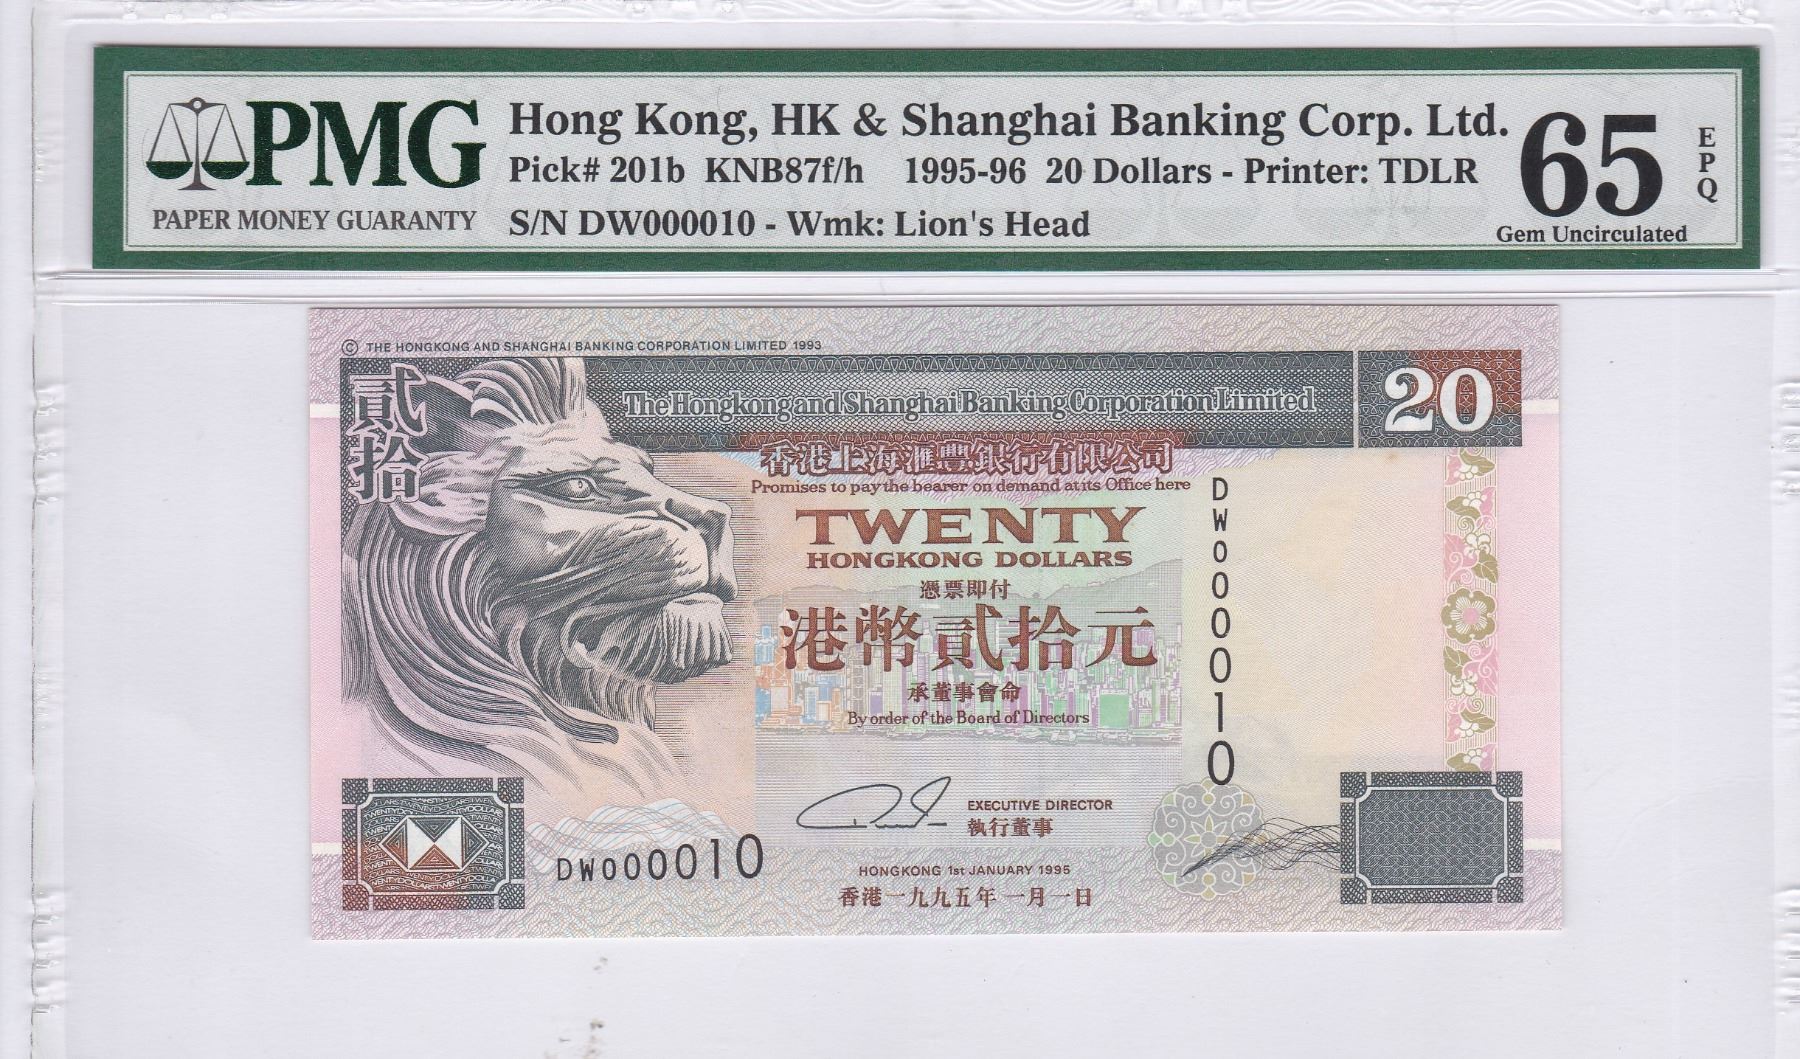 PMG
PAPER MONEY GUARANTY
Hong Kong, HK & Shanghai Banking Corp. Ltd.
Pick# 201b KNB87f/h 1995-96 20 Dollars - Printer: TDLR
S/N DW000010 - Wmk: Lion's Head
65
EPQ
Gem Uncirculated
© THE HONGKONG AND SHANGHAI BANKING CORPORATION LIMITED 1993
貳拾
The Hongkong and Shanghai Banking Corporation Limited
20
香港上海滙豐銀行有限公司
Promises to pay the bearer on demand at its Office here
TWENTY
HONGKONG DOLLARS
憑票即付
港幣貳拾元
承董事會命
By order of the Board of Directors
DW000010
EXECUTIVE DIRECTOR
執行董事
DW000010
HONGKONG 1st JANUARY 1995
香港一九九五年一月一日